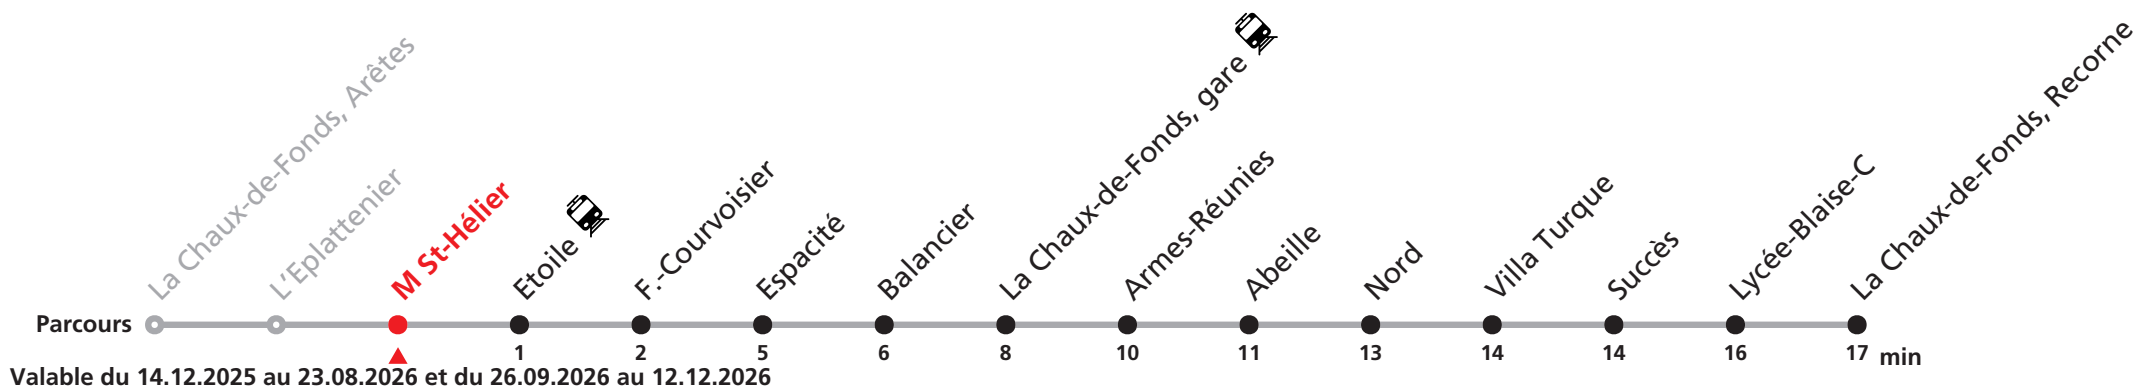 La Chaux-de-Fonds, Arêtes
L'Eplattenier
M St-Hélier
Etoile
F.-Courvoisier
Espacité
Balancier
La Chaux-de-Fonds, gare
Armes-Réunies
Abeille
Nord
Villa Turque
Succès
Lycée-Blaise-C
La Chaux-de-Fonds, Recorne
Parcours
1 2 5 6 8 10 11 13 14 14 16 17 min
Valable du 14.12.2025 au 23.08.2026 et du 26.09.2026 au 12.12.2026